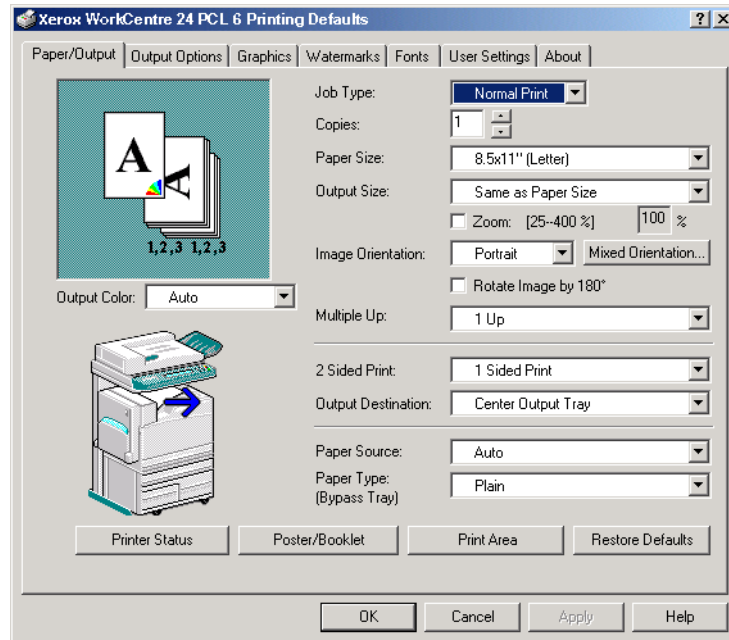 Xerox WorkCentre 24 PCL 6 Printing Defaults
Paper/Output Output Options Graphics Watermarks Fonts User Settings About
A A
1,2,3 1,2,3
Output Color: Auto
Job Type: Normal Print
Copies: 1
Paper Size: 8.5x11" (Letter)
Output Size: Same as Paper Size
Zoom: [25--400 %] 100 %
Image Orientation: Portrait Mixed Orientation...
Rotate Image by 180°
Multiple Up: 1 Up
2 Sided Print: 1 Sided Print
Output Destination: Center Output Tray
Paper Source: Auto
Paper Type: Plain
(Bypass Tray)
Printer Status Poster/Booklet Print Area Restore Defaults
OK Cancel Apply Help